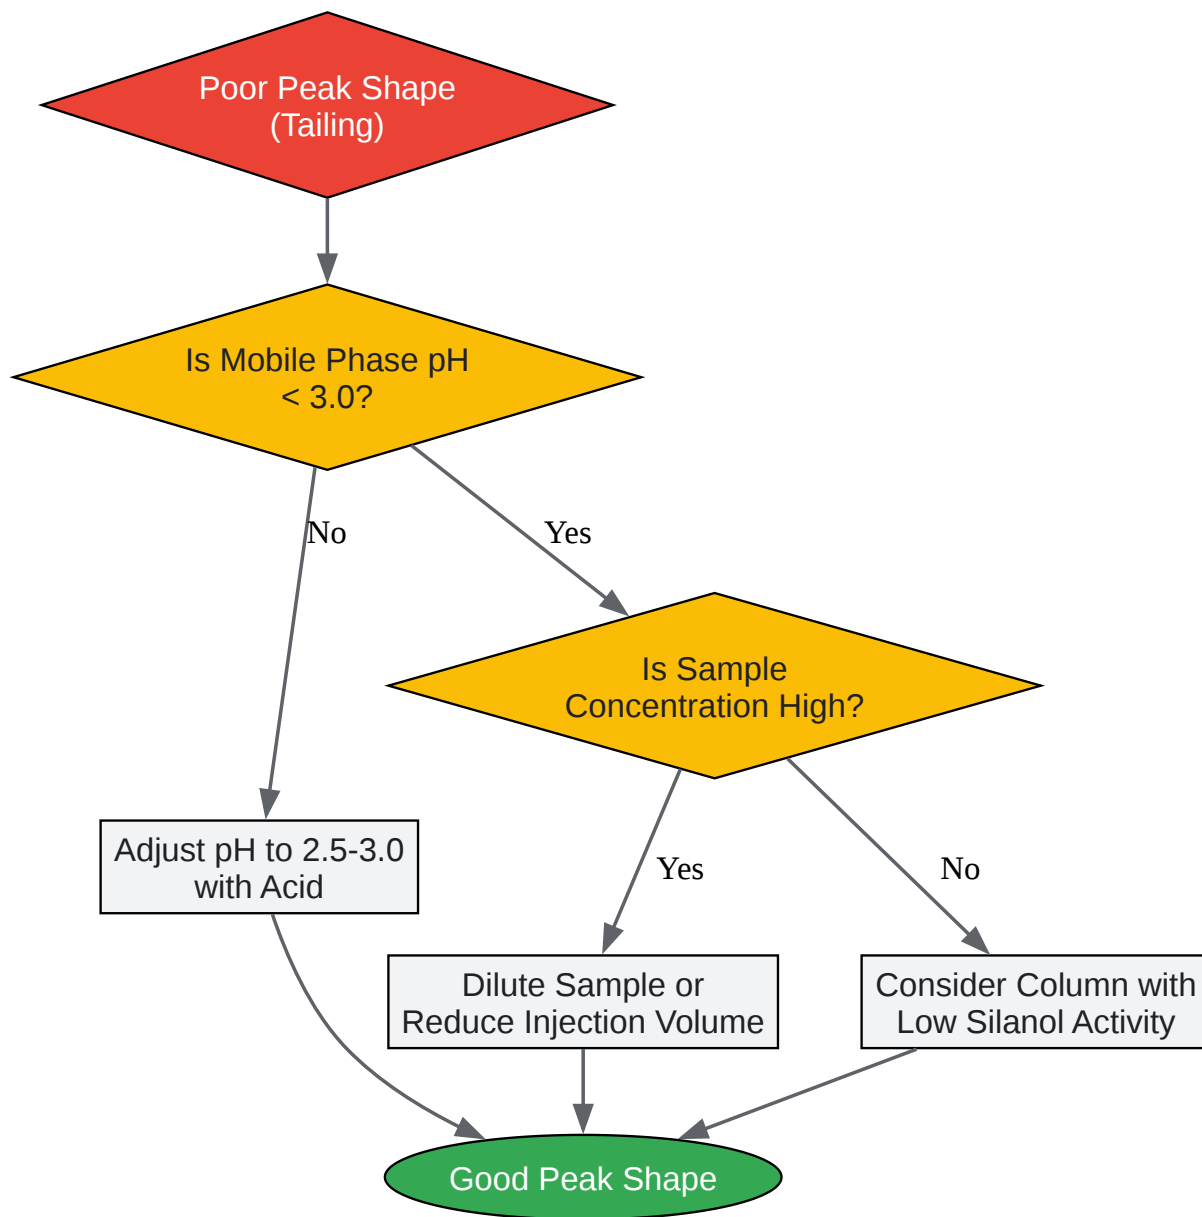 Poor Peak Shape
(Tailing)
Is Mobile Phase pH
< 3.0?
No
Yes
Is Sample
Concentration High?
Adjust pH to 2.5-3.0
with Acid
Yes
No
Dilute Sample or
Reduce Injection Volume
Consider Column with
Low Silanol Activity
Good Peak Shape